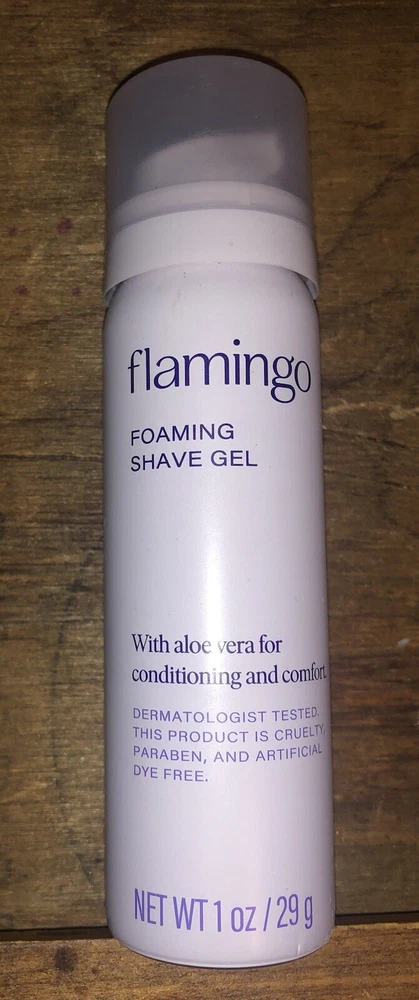 flamingo
FOAMING
SHAVE GEL
With aloe vera for
conditioning and comfort.
DERMATOLOGIST TESTED.
THIS PRODUCT IS CRUELTY,
PARABEN, AND ARTIFICIAL
DYE FREE.
NET WT 1 oz / 29 g